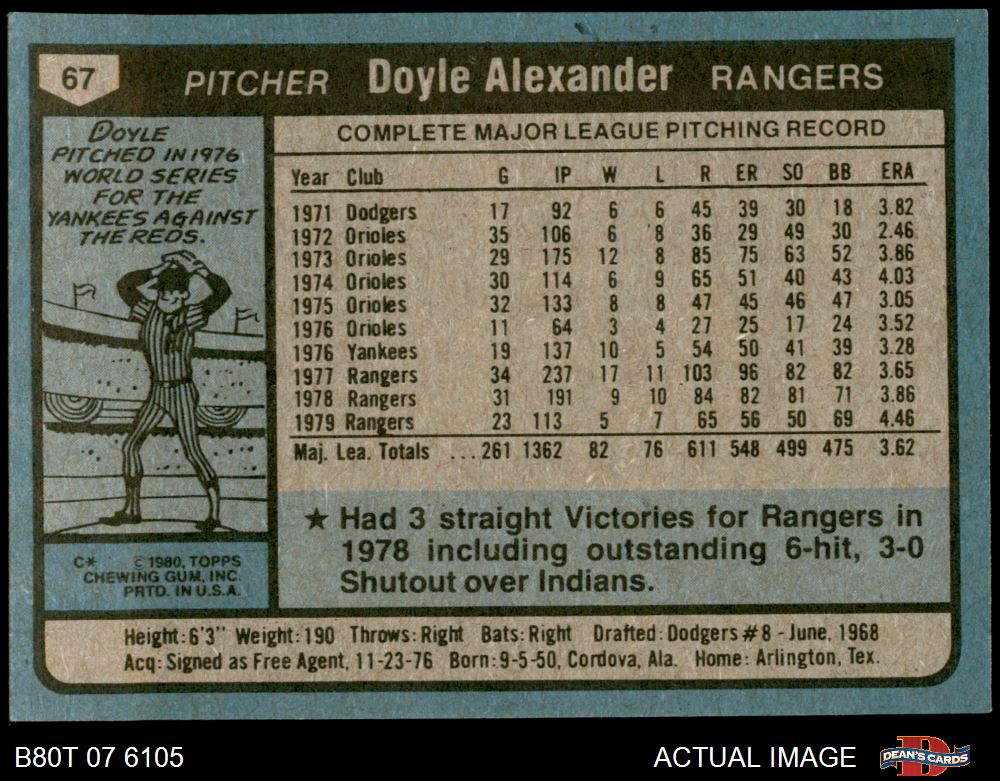 67 PITCHER Doyle Alexander RANGERS
DOYLE
PITCHED IN 1976
WORLD SERIES
FOR THE
YANKEES AGAINST
THE REDS.
C* © 1980, TOPPS
CHEWING GUM, INC.
PRTD. IN U.S.A.
COMPLETE MAJOR LEAGUE PITCHING RECORD
Year Club G IP W L R ER SO BB ERA
1971 Dodgers 17 92 6 6 45 39 30 18 3.82
1972 Orioles 35 106 6 8 36 29 49 30 2.46
1973 Orioles 29 175 12 8 85 75 63 52 3.86
1974 Orioles 30 114 6 9 65 51 40 43 4.03
1975 Orioles 32 133 8 8 47 45 46 47 3.05
1976 Orioles 11 64 3 4 27 25 17 24 3.52
1976 Yankees 19 137 10 5 54 50 41 39 3.28
1977 Rangers 34 237 17 11 103 96 82 82 3.65
1978 Rangers 31 191 9 10 84 82 81 71 3.86
1979 Rangers 23 113 5 7 65 56 50 69 4.46
Maj. Lea. Totals ...261 1362 82 76 611 548 499 475 3.62
★ Had 3 straight Victories for Rangers in
1978 including outstanding 6-hit, 3-0
Shutout over Indians.
Height: 6'3" Weight: 190 Throws: Right Bats: Right Drafted: Dodgers #8 - June, 1968
Acq: Signed as Free Agent, 11-23-76 Born: 9-5-50, Cordova, Ala. Home: Arlington, Tex.
B80T 07 6105 ACTUAL IMAGE DEAN'S CARDS